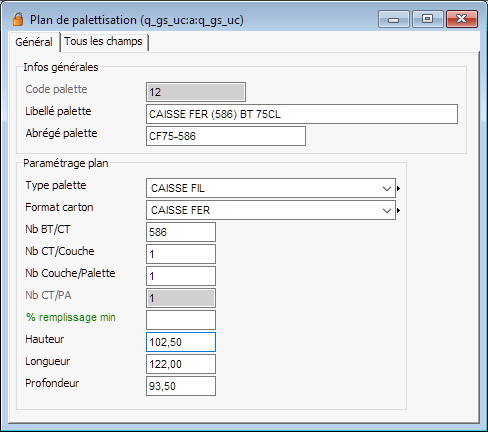 Plan de palettisation (q_gs_uc:a:q_gs_uc)
Général Tous les champs
Infos générales
Code palette 12
Libellé palette CAISSE FER (586) BT 75CL
Abrégé palette CF75-586
Paramétrage plan
Type palette CAISSE FIL
Format carton CAISSE FER
Nb BT/CT 586
Nb CT/Couche 1
Nb Couche/Palette 1
Nb CT/PA 1
% remplissage min
Hauteur 102,50
Longueur 122,00
Profondeur 93,50